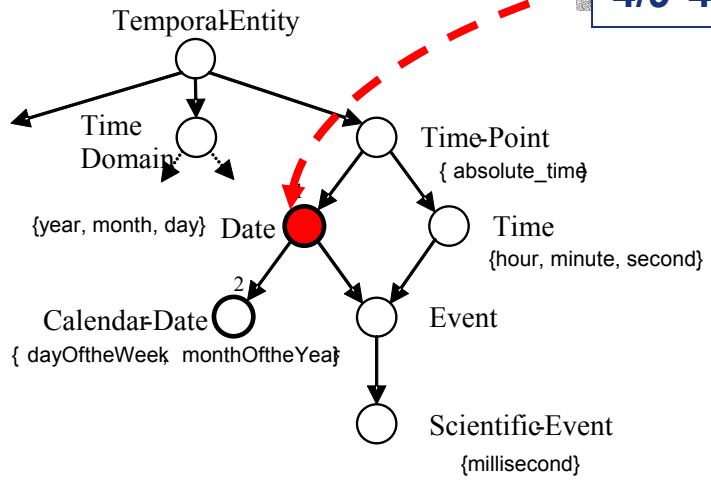 Temporal-Entity
Time
Domain
Time-Point
{ absolute_time}
{year, month, day} Date
Time
{hour, minute, second}
2
Calendar-Date
Event
{ dayOftheWeek, monthOftheYear}
Scientific-Event
{millisecond}